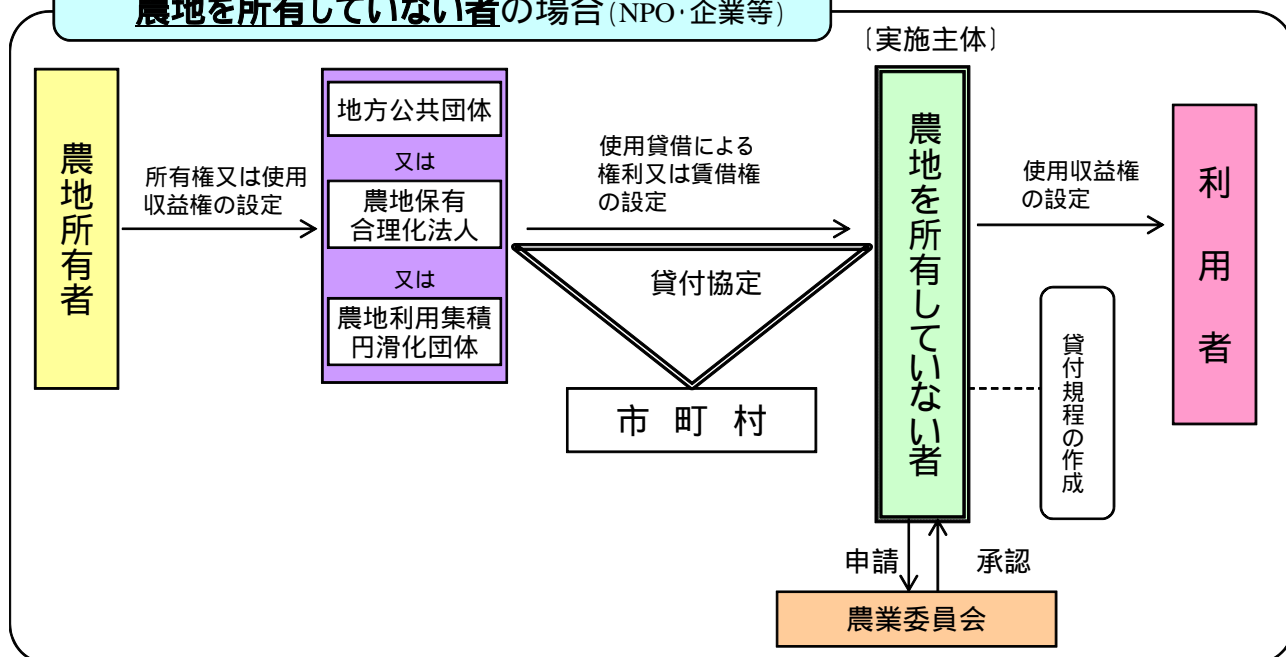 農地を所有していない者の場合(NPO·企業等)
〔実施主体〕
農地所有者
所有権又は使用
収益権の設定
地方公共団体
又は
農地保有
合理化法人
又は
農地利用集積
円滑化団体
使用貸借による
権利又は賃借権
の設定
貸付協定
市町村
農地を所有していない者
使用収益権
の設定
利用者
貸付規程の作成
申請
承認
農業委員会